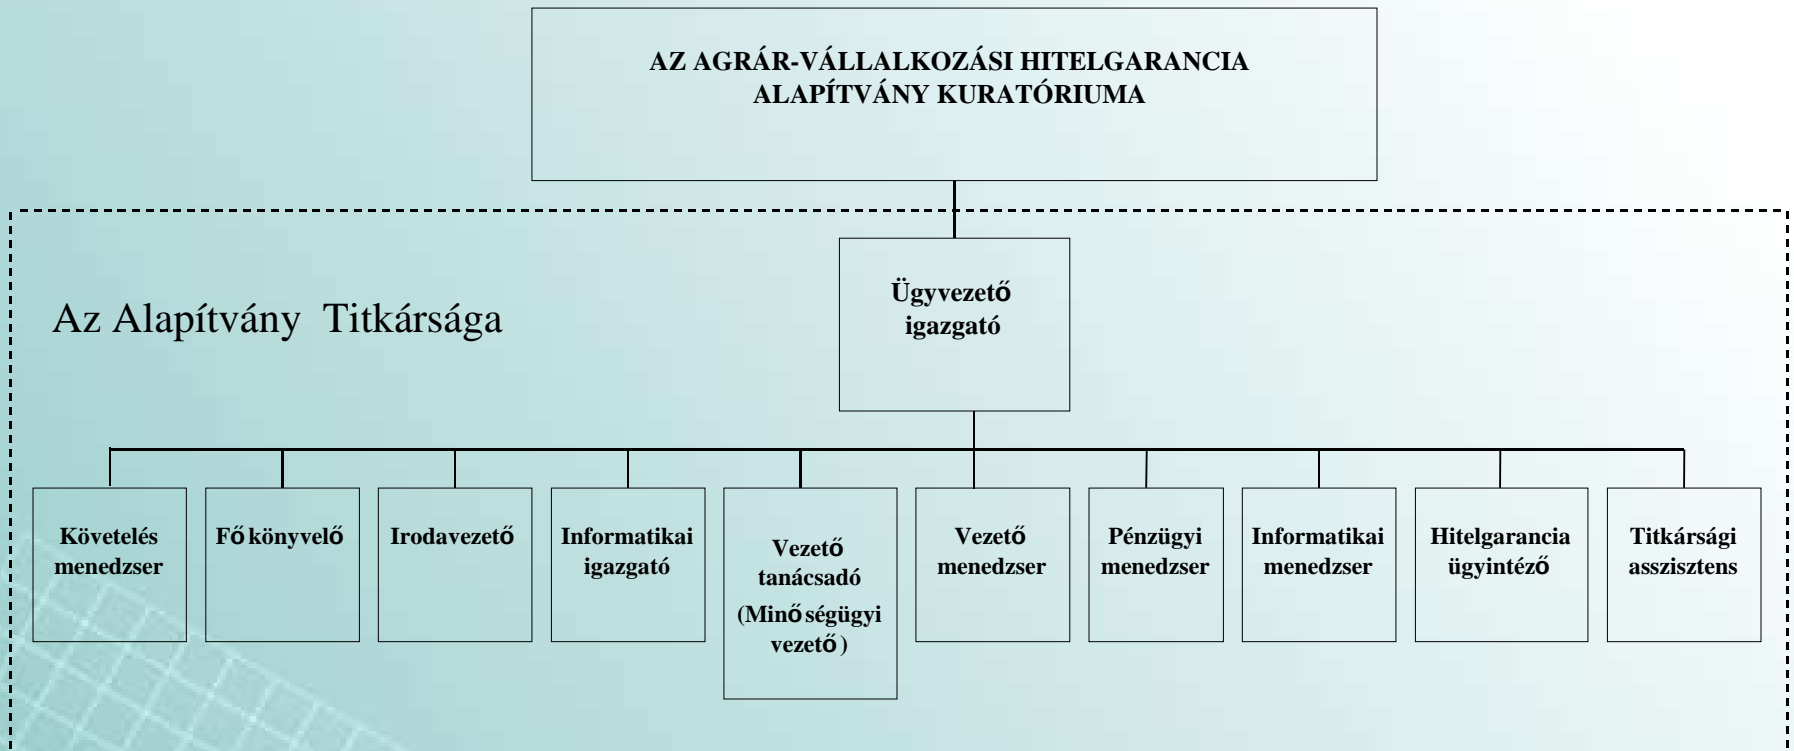 AZ AGRÁR-VÁLLALKOZÁSI HITELGARANCIA
ALAPÍTVÁNY KURATÓRIUMA
Ügyvezető
igazgató
Az Alapítvány Titkársága
Követelés
menedzser
Főkönyvelő
Irodavezető
Informatikai
igazgató
Vezető
tanácsadó
(Minőségügyi
vezető)
Vezető
menedzser
Pénzügyi
menedzser
Informatikai
menedzser
Hitelgarancia
ügyintéző
Titkársági
asszisztens